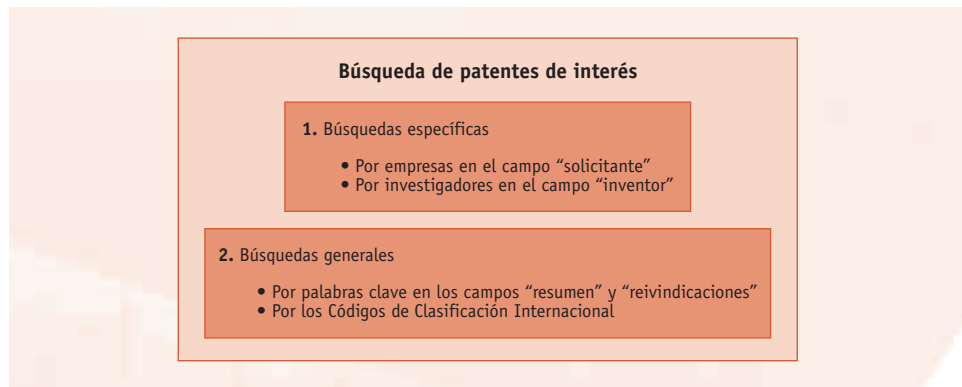 Búsqueda de patentes de interés
1. Búsquedas específicas
• Por empresas en el campo “solicitante”
• Por investigadores en el campo “inventor”
2. Búsquedas generales
• Por palabras clave en los campos “resumen” y “reivindicaciones”
• Por los Códigos de Clasificación Internacional